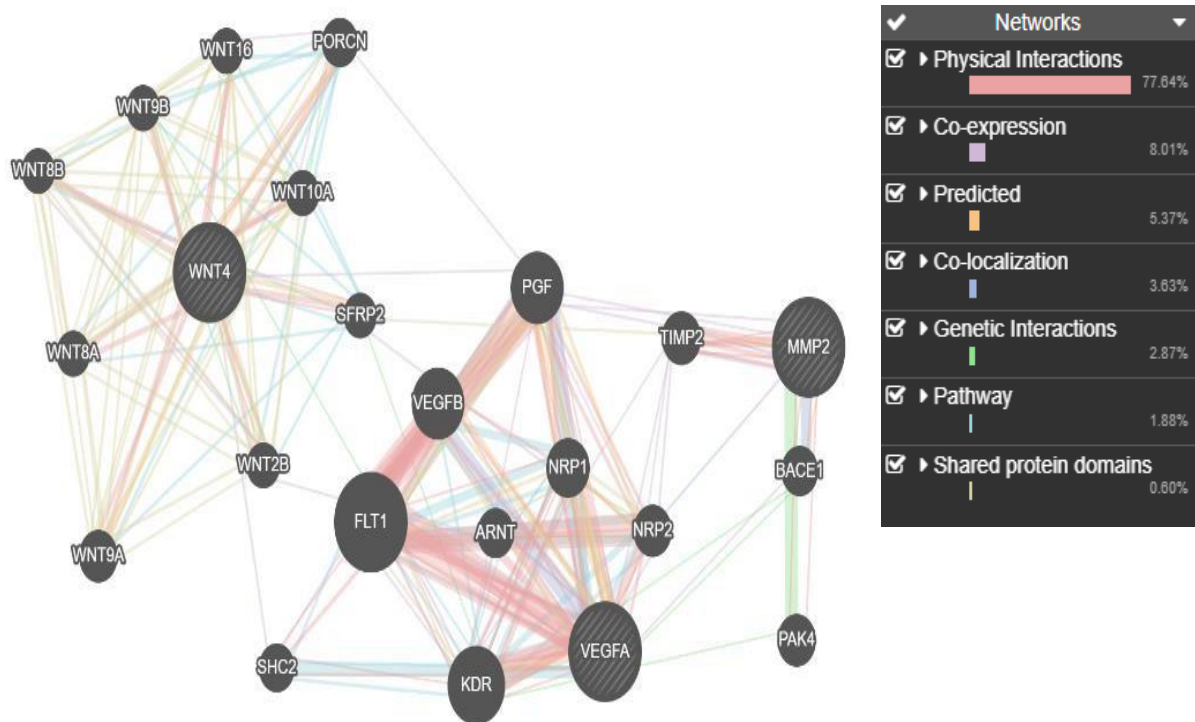 WNT16
PORCN
WNT9B
WNT8B
WNT10A
WNT4
PGF
SFRP2
TIMP2
MMP2
WNT8A
VEGFB
WNT2B
NRP1
BACE1
FLT1
ARNT
NRP2
WNT9A
SHC2
KDR
VEGFA
PAK4
Networks
Physical Interactions
77.64%
Co-expression
8.01%
Predicted
5.37%
Co-localization
3.63%
Genetic Interactions
2.87%
Pathway
1.88%
Shared protein domains
0.60%